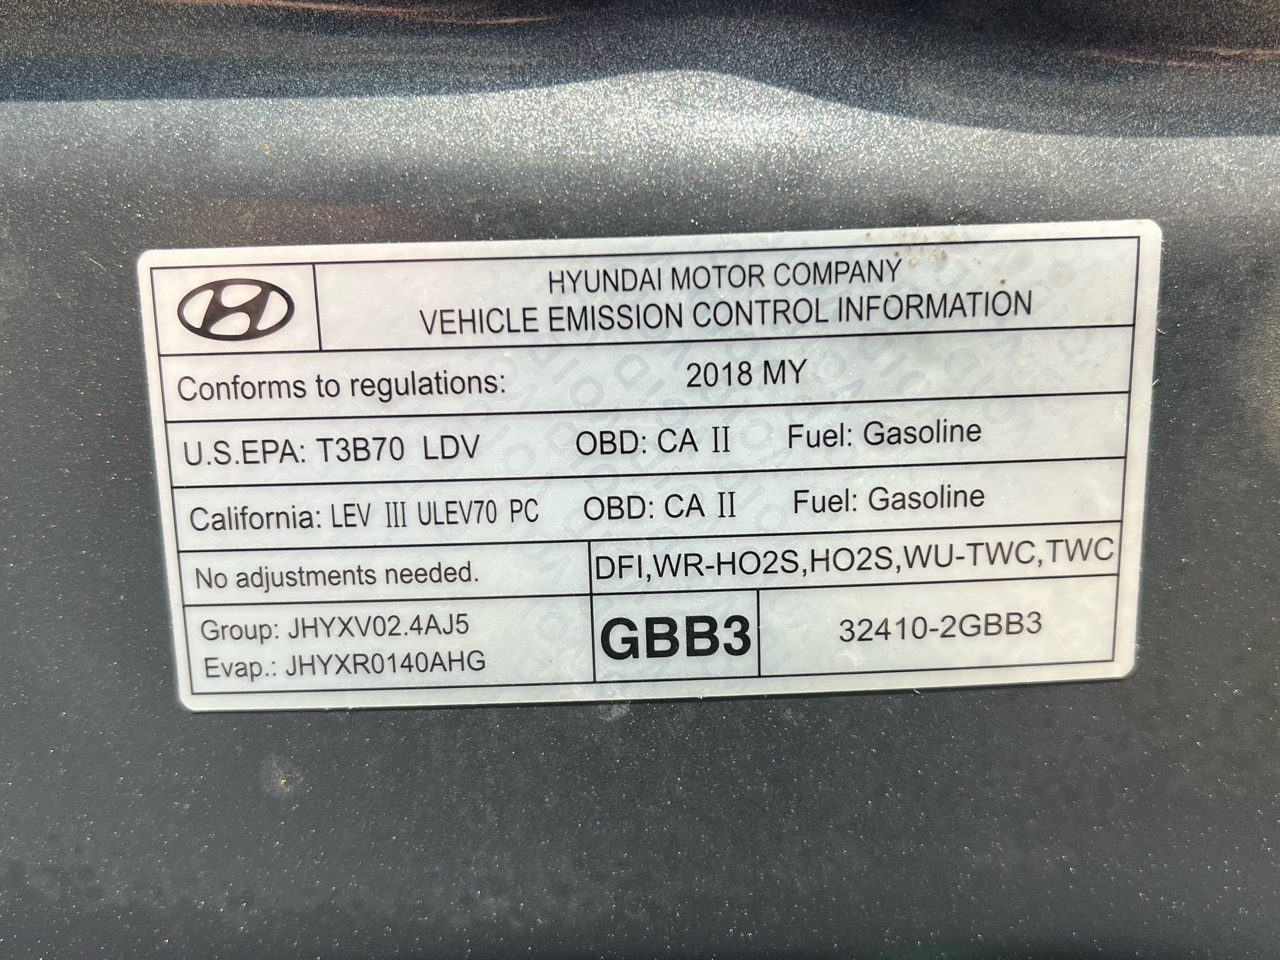 HYUNDAI MOTOR COMPANY
VEHICLE EMISSION CONTROL INFORMATION
Conforms to regulations: 2018 MY
U.S.EPA: T3B70 LDV OBD: CA II Fuel: Gasoline
California: LEV III ULEV70 PC OBD: CA II Fuel: Gasoline
No adjustments needed. DFI,WR-HO2S,HO2S,WU-TWC,TWC
Group: JHYXV02.4AJ5
Evap.: JHYXR0140AHG
GBB3
32410-2GBB3